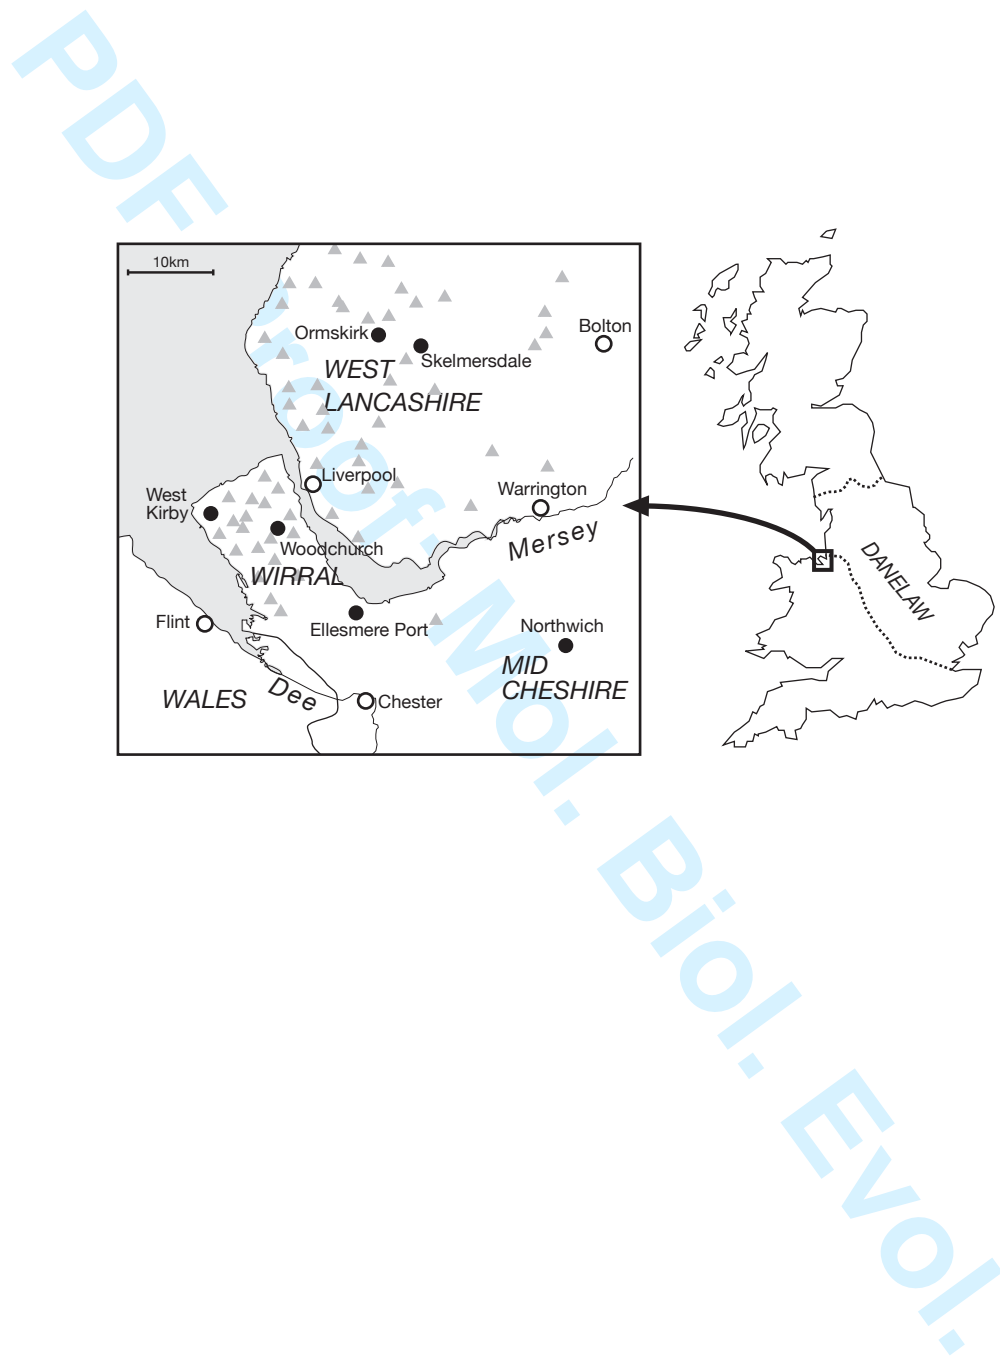 PDF Proof: Mol. Biol. Evol.
10km
Ormskirk
Skelmersdale
Bolton
WEST
LANCASHIRE
Liverpool
Warrington
Mersey
West
Kirby
Woodchurch
WIRRAL
Flint
Ellesmere Port
Northwich
MID
CHESHIRE
WALES
Dee
Chester
DANELAW